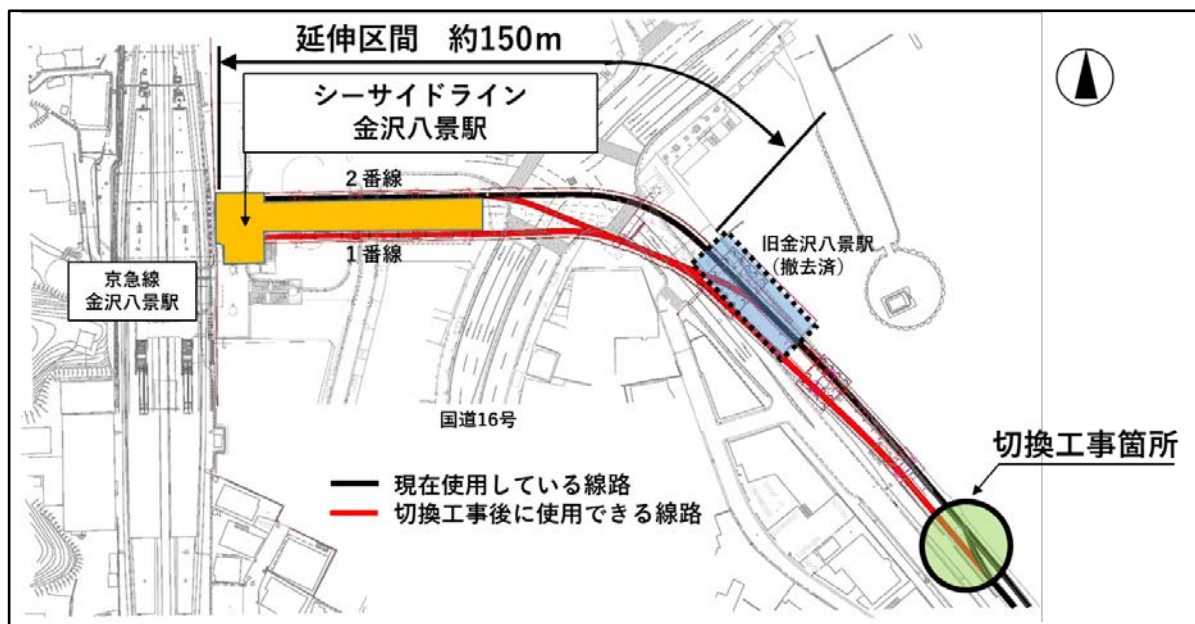 延伸区間　約150m
シーサイドライン
金沢八景駅
2番線
1番線
旧金沢八景駅
(撤去済)
京急線
金沢八景駅
国道16号
切換工事箇所
現在使用している線路
切換工事後に使用できる線路